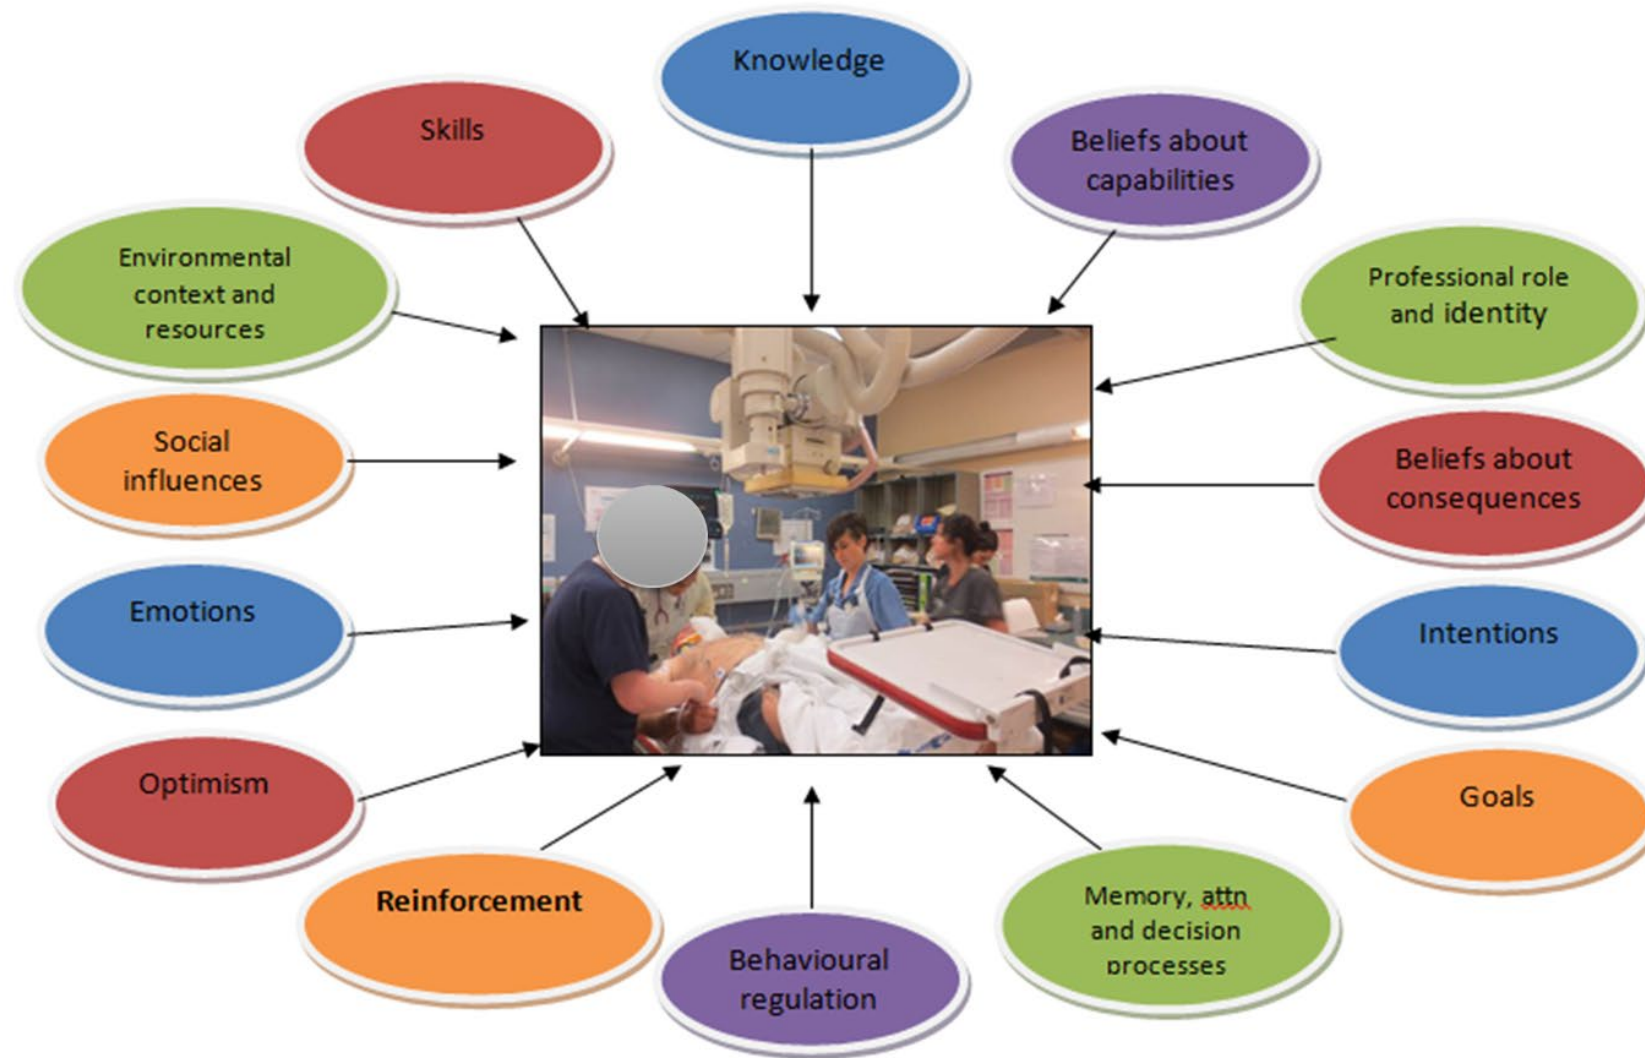 Knowledge
Skills
Beliefs about
capabilities
Environmental
context and
resources
Professional role
and identity
Social
influences
Beliefs about
consequences
Emotions
Intentions
Optimism
Goals
Reinforcement
Memory, attn
and decision
processes
Behavioural
regulation